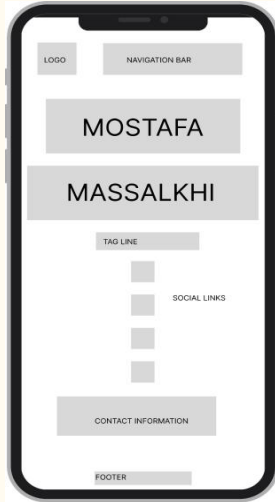 LOGO
NAVIGATION BAR
MOSTAFA
MASSALKHI
TAG LINE
SOCIAL LINKS
CONTACT INFORMATION
FOOTER